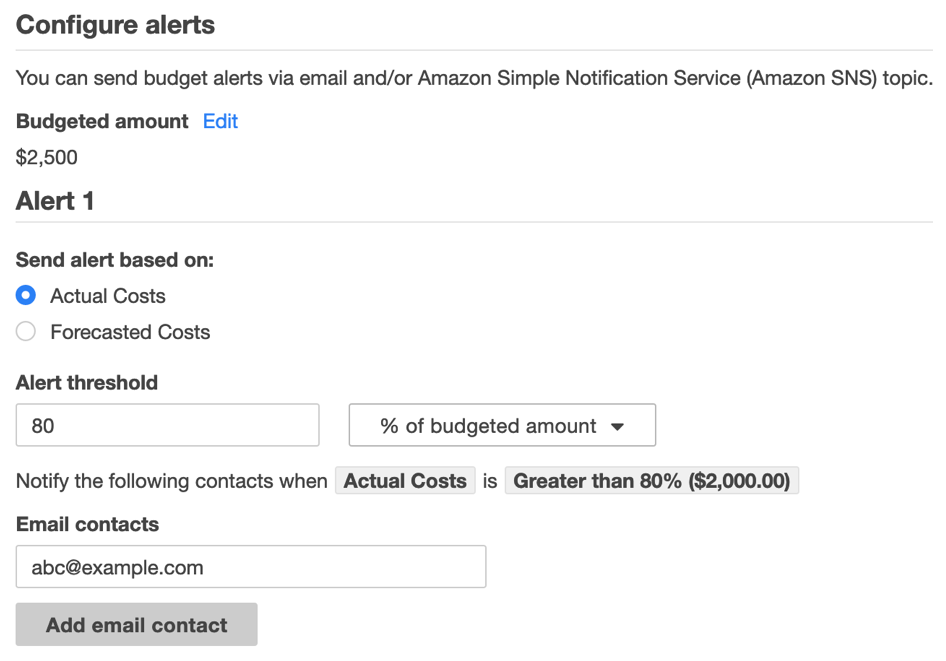 Configure alerts
You can send budget alerts via email and/or Amazon Simple Notification Service (Amazon SNS) topic.
Budgeted amount Edit
$2,500
Alert 1
Send alert based on:
Actual Costs
Forecasted Costs
Alert threshold
80 % of budgeted amount
Notify the following contacts when Actual Costs is Greater than 80% ($2,000.00)
Email contacts
abc@example.com
Add email contact